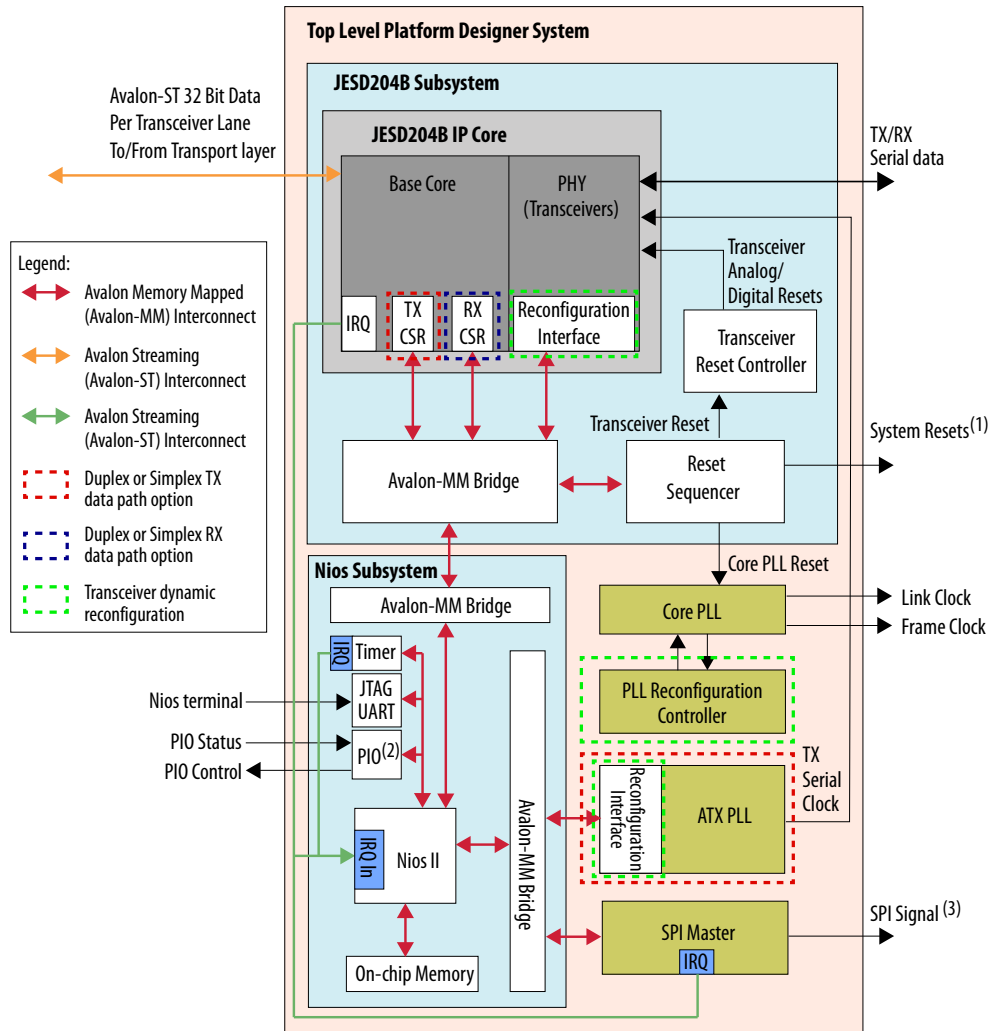 Top Level Platform Designer System
JESD204B Subsystem
Avalon-ST 32 Bit Data
Per Transceiver Lane
To/From Transport layer
JESD204B IP Core
TX/RX
Serial data
Base Core
PHY
(Transceivers)
Transceiver
Analog/
Digital Resets
Legend:
Avalon Memory Mapped
(Avalon-MM) Interconnect
Avalon Streaming
(Avalon-ST) Interconnect
Avalon Streaming
(Avalon-ST) Interconnect
Duplex or Simplex TX
data path option
Duplex or Simplex RX
data path option
Transceiver dynamic
reconfiguration
IRQ
TX
CSR
RX
CSR
Reconfiguration
Interface
Transceiver
Reset Controller
Transceiver Reset
System Resets(1)
Avalon-MM Bridge
Reset
Sequencer
Core PLL Reset
Nios Subsystem
Avalon-MM Bridge
Core PLL
Link Clock
Frame Clock
IRQ
Timer
JTAG
UART
Nios terminal
PIO(2)
PIO Status
PIO Control
PLL Reconfiguration
Controller
TX
Serial
Clock
Avalon-MM Bridge
Reconfiguration
Interface
ATX PLL
IRQ In
Nios II
On-chip Memory
SPI Master
IRQ
SPI Signal (3)